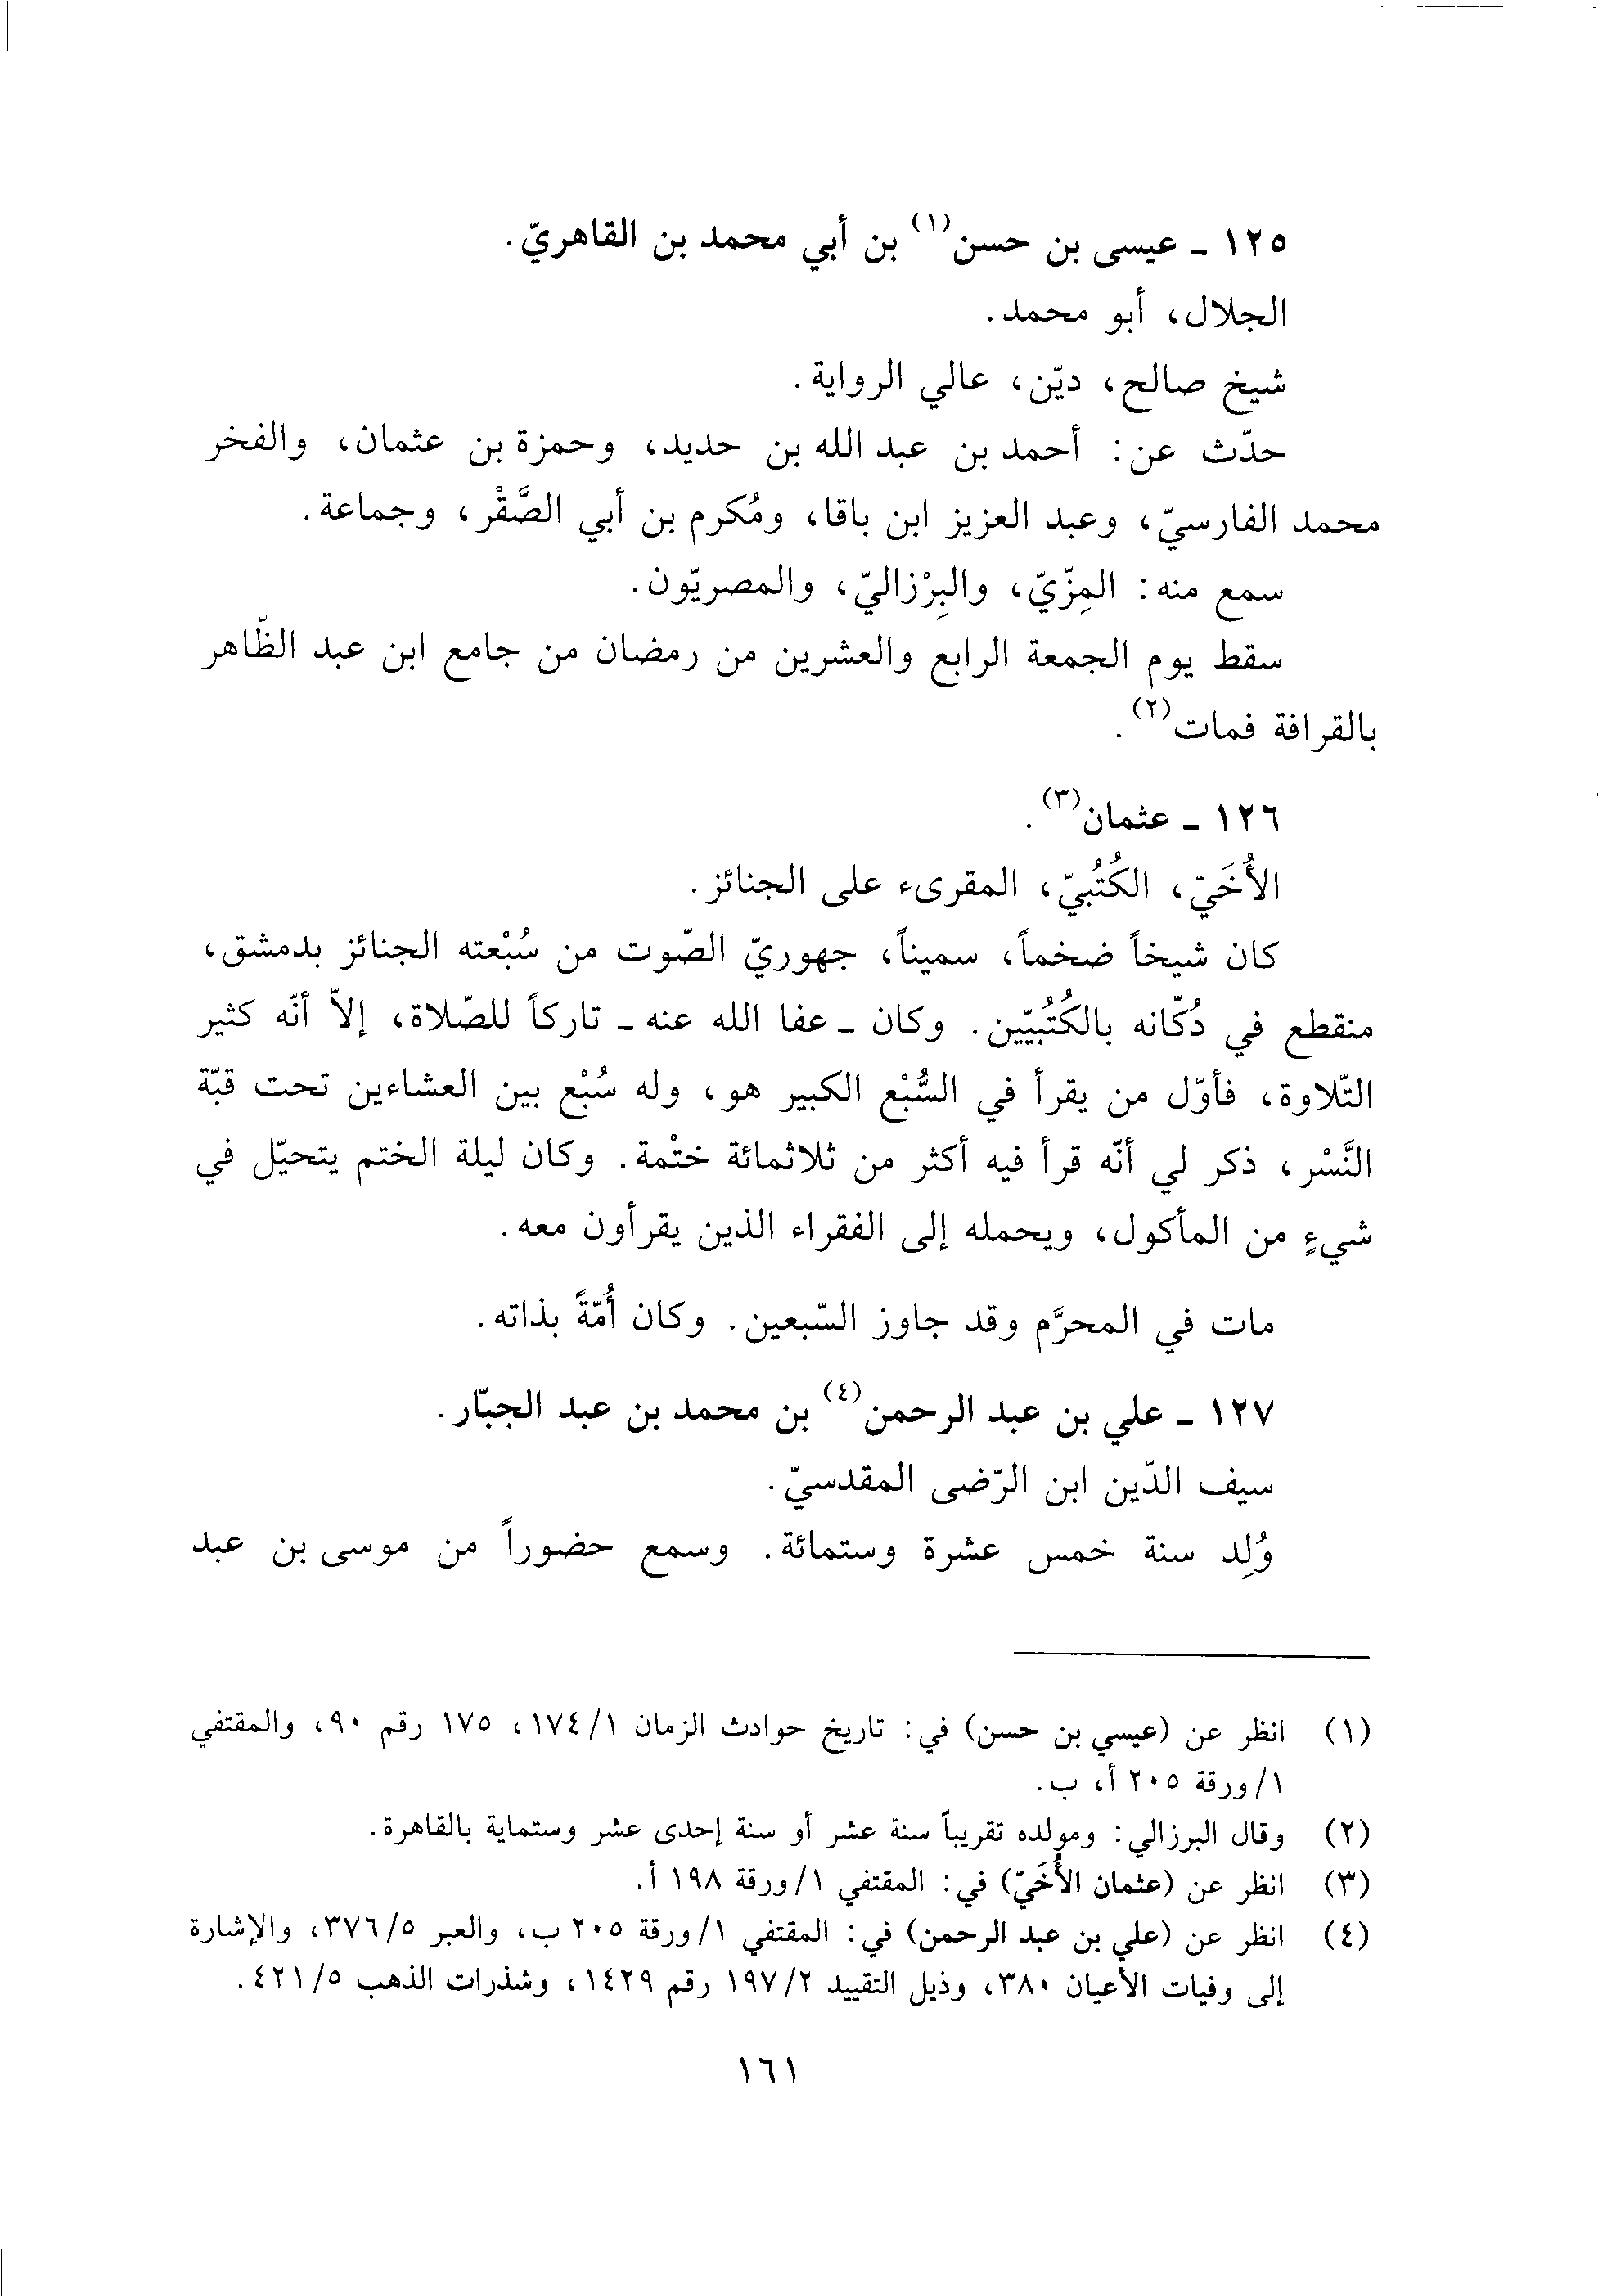 ١٢٥ ـ عيسى بن حسن(١) بن أبي محمد بن القاهريّ.
الجلال، أبو محمد.
شيخ صالح، ديّن، عالي الرواية.
حدّث عن: أحمد بن عبد الله بن حديد، وحمزة بن عثمان، والفخر
محمد الفارسيّ، وعبد العزيز ابن باقا، ومُكرم بن أبي الصَّقْر، وجماعة.
سمع منه: المِزّيّ، والبِرْزاليّ، والمصريّون.
سقط يوم الجمعة الرابع والعشرين من رمضان من جامع ابن عبد الظّاهر
بالقرافة فمات(٢).
١٢٦ ـ عثمان(٣).
الأُخَيّ، الكُتُبيّ، المقرىء على الجنائز.
كان شيخاً ضخماً، سميناً، جهوريّ الصّوت من سُبْعته الجنائز بدمشق،
منقطع في دُكّانه بالكُتُبيّين. وكان ـ عفا الله عنه ـ تاركاً للصّلاة، إلاّ أنّه كثير
التّلاوة، فأوّل من يقرأ في السُّبْع الكبير هو، وله سُبْع بين العشاءين تحت قبّة
النَّسْر، ذكر لي أنّه قرأ فيه أكثر من ثلاثمائة ختْمة. وكان ليلة الختم يتحيّل في
شيءٍ من المأكول، ويحمله إلى الفقراء الذين يقرأون معه.
مات في المحرَّم وقد جاوز السّبعين. وكان أُمّةً بذاته.
١٢٧ ـ علي بن عبد الرحمن(٤) بن محمد بن عبد الجبّار.
سيف الدّين ابن الرّضى المقدسيّ.
وُلِد سنة خمس عشرة وستمائة. وسمع حضوراً من موسى بن عبد
(١) انظر عن (عيسي بن حسن) في: تاريخ حوادث الزمان ١/١٧٤، ١٧٥ رقم ٩٠، والمقتفي
١/ورقة ٢٠٥ أ، ب.
(٢) وقال البرزالي: ومولده تقريباً سنة عشر أو سنة إحدى عشر وستماية بالقاهرة.
(٣) انظر عن (عثمان الأُخَيّ) في: المقتفي ١/ورقة ١٩٨ أ.
(٤) انظر عن (علي بن عبد الرحمن) في: المقتفي ١/ورقة ٢٠٥ ب، والعبر ٥/٣٧٦، والإشارة
إلى وفيات الأعيان ٣٨٠، وذيل التقييد ٢/١٩٧ رقم ١٤٢٩، وشذرات الذهب ٥/٤٢١.
١٦١